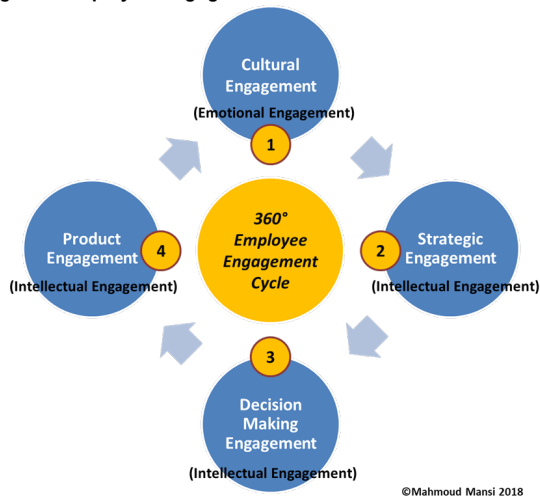 Cultural
Engagement
(Emotional Engagement)
1
360°
Employee
Engagement
Cycle
2
Strategic
Engagement
(Intellectual Engagement)
3
Decision
Making
Engagement
(Intellectual Engagement)
Product
Engagement
4
(Intellectual Engagement)
©Mahmoud Mansi 2018